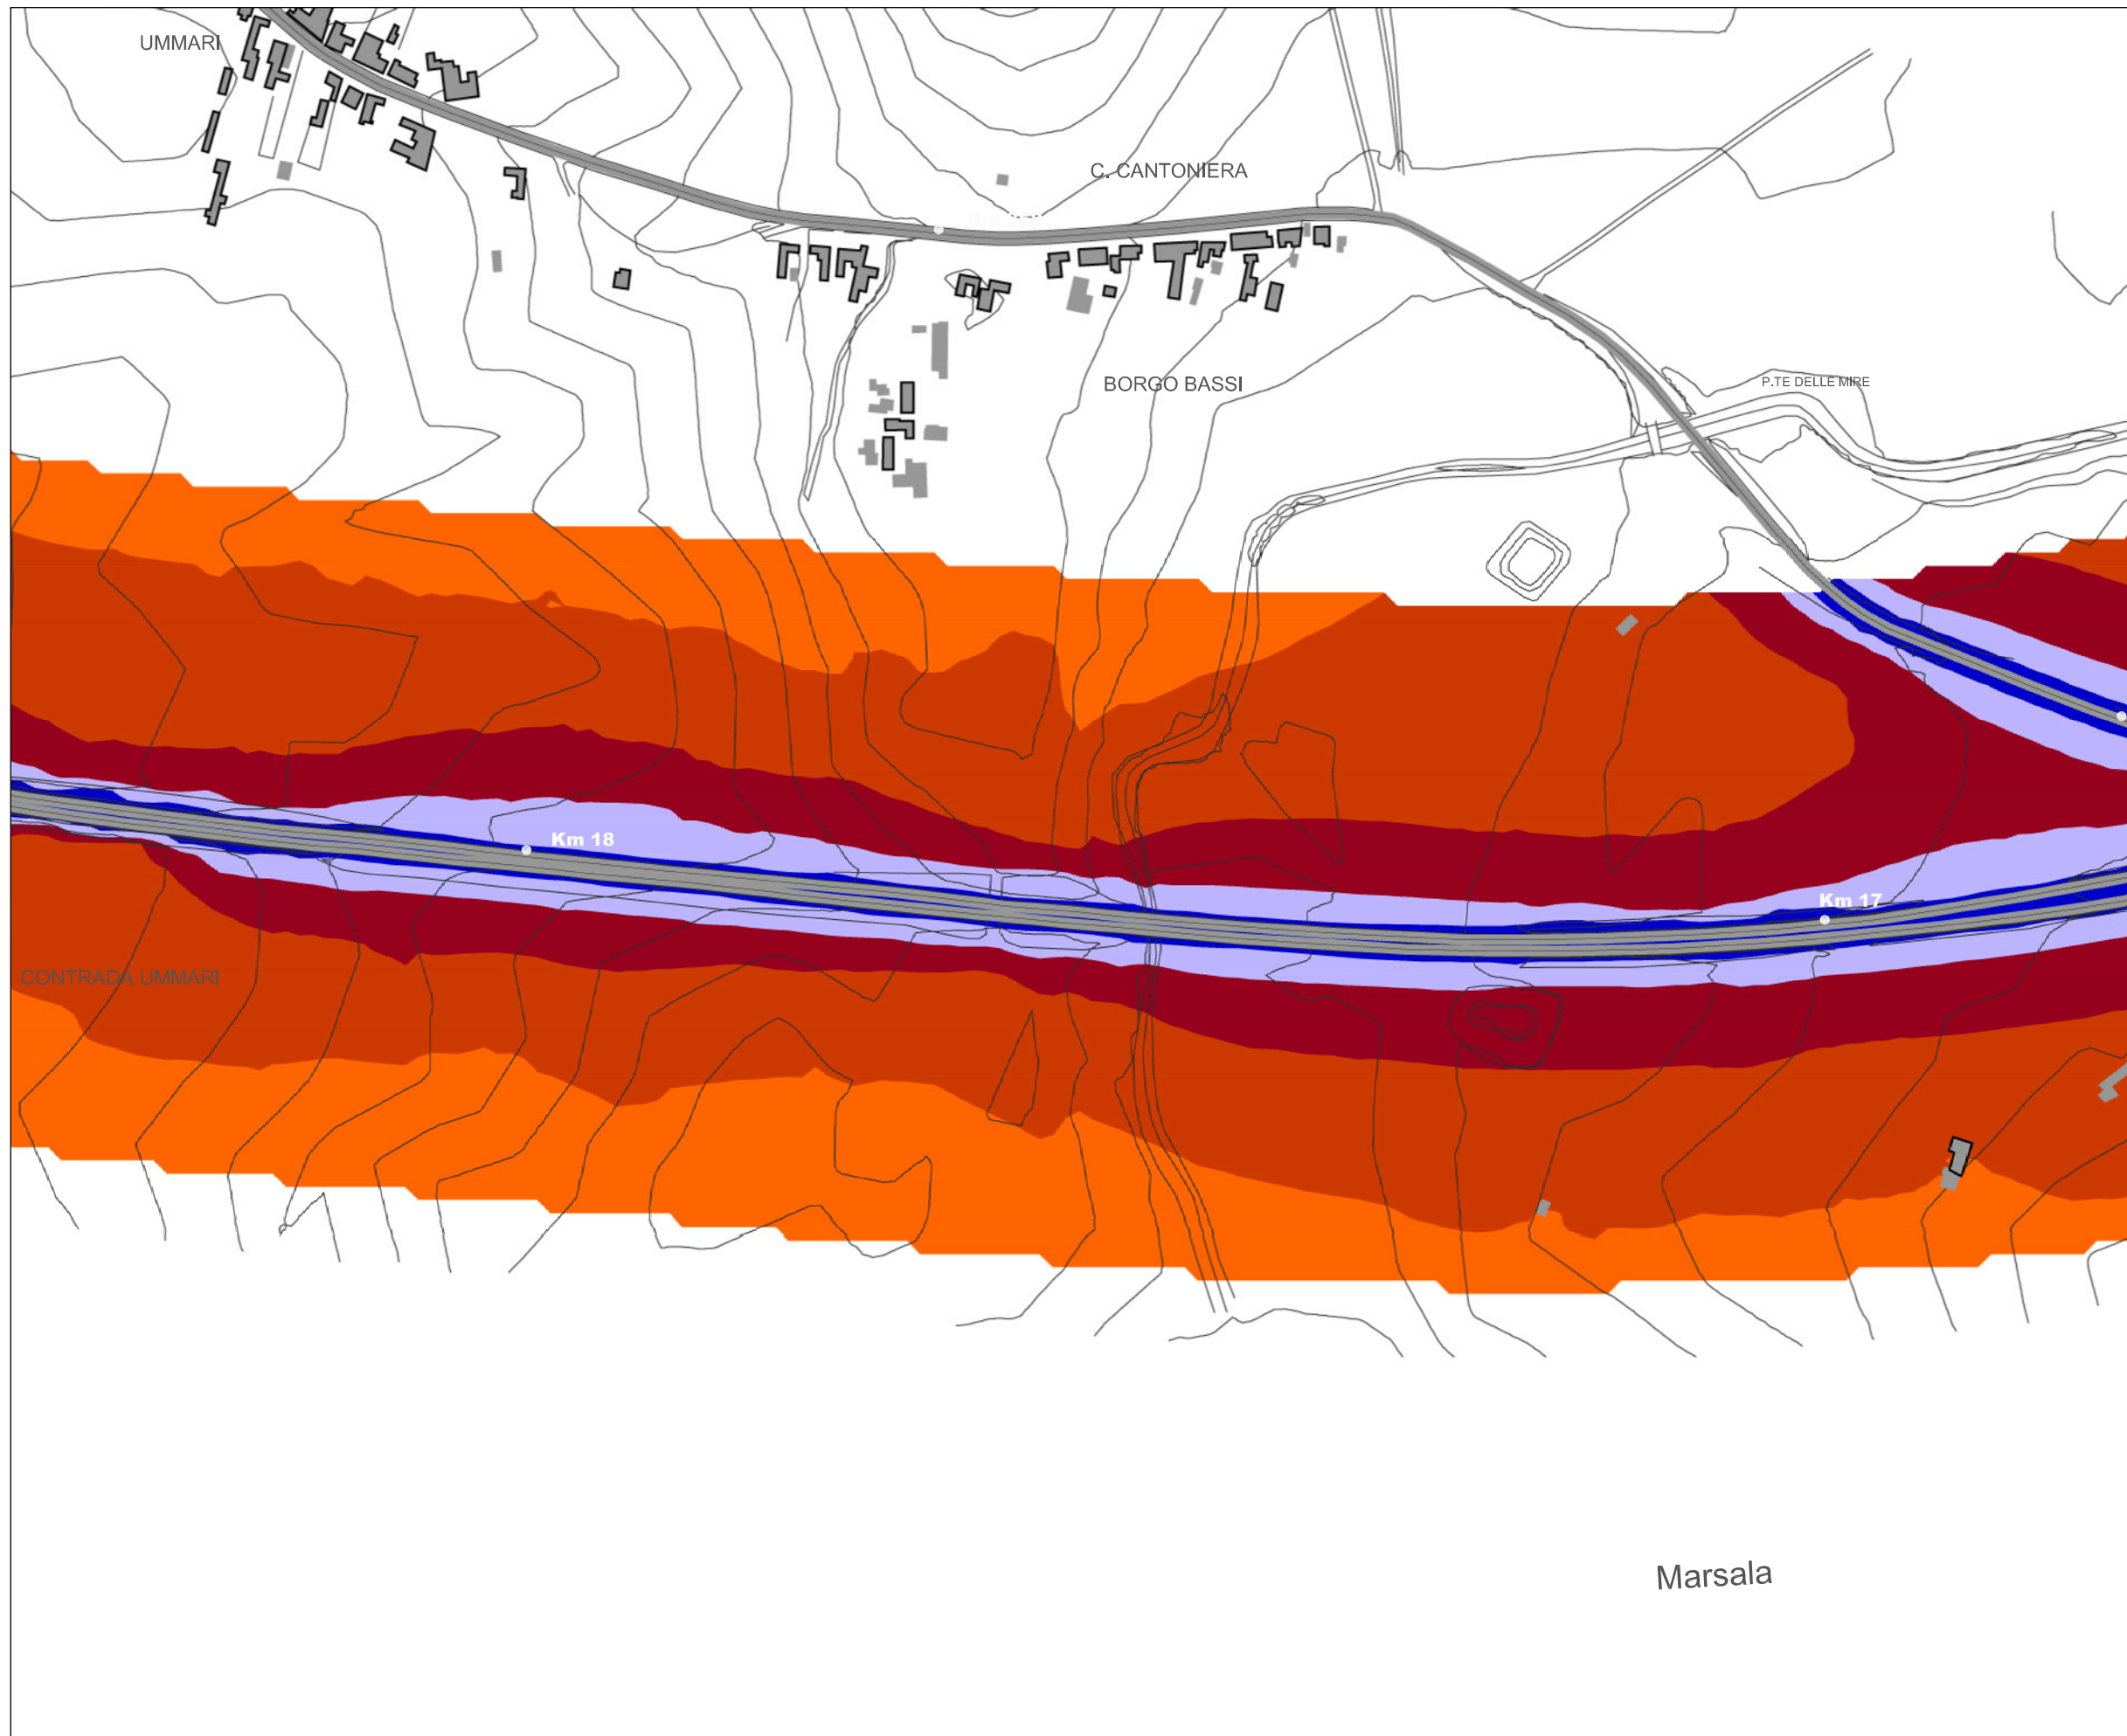 UMMARI
C. CANTONIERA
P.TE DELLE MIRE
BORGO BASSI
Km 18
Km 17
CONTRADA UMMARI
Marsala